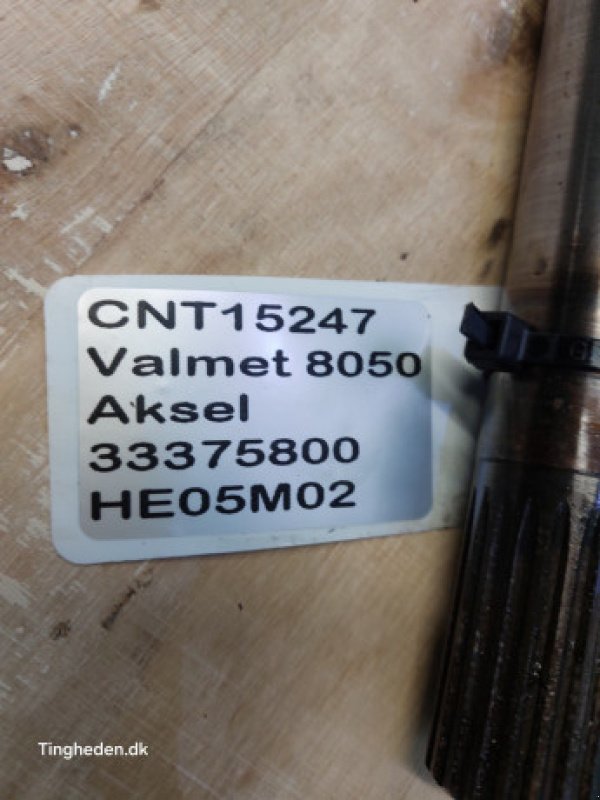 CNT15247
Valmet 8050
Aksel
33375800
HE05M02
Tingheden.dk